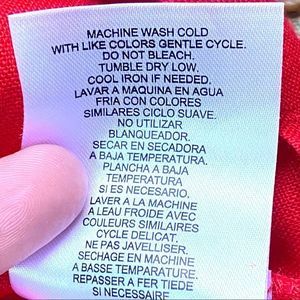 MACHINE WASH COLD
WITH LIKE COLORS GENTLE CYCLE.
DO NOT BLEACH.
TUMBLE DRY LOW,
COOL IRON IF NEEDED.
LAVAR A MAQUINA EN AGUA
FRIA CON COLORES
SIMILARES CICLO SUAVE.
NO UTILIZAR
BLANQUEADOR.
SECAR EN SECADORA
A BAJA TEMPERATURA.
PLANCHA A BAJA
TEMPERATURA
SI ES NECESARIO,
LAVER A LA MACHINE
A LEAU FROIDE AVEC
COULEURS SIMILAIRES
CYCLE DELICAT.
NE PAS JAVELLISER.
SECHAGE EN MACHINE
A BASSE TEMPARATURE.
REPASSER A FER TIEDE
SI NECESSAIRE